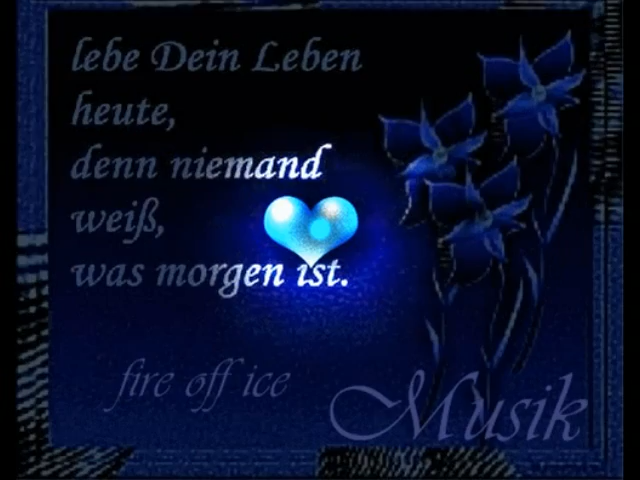 lebe Dein Leben
heute,
denn niemand
weiß,
was morgen ist.
fire off ice
Musik